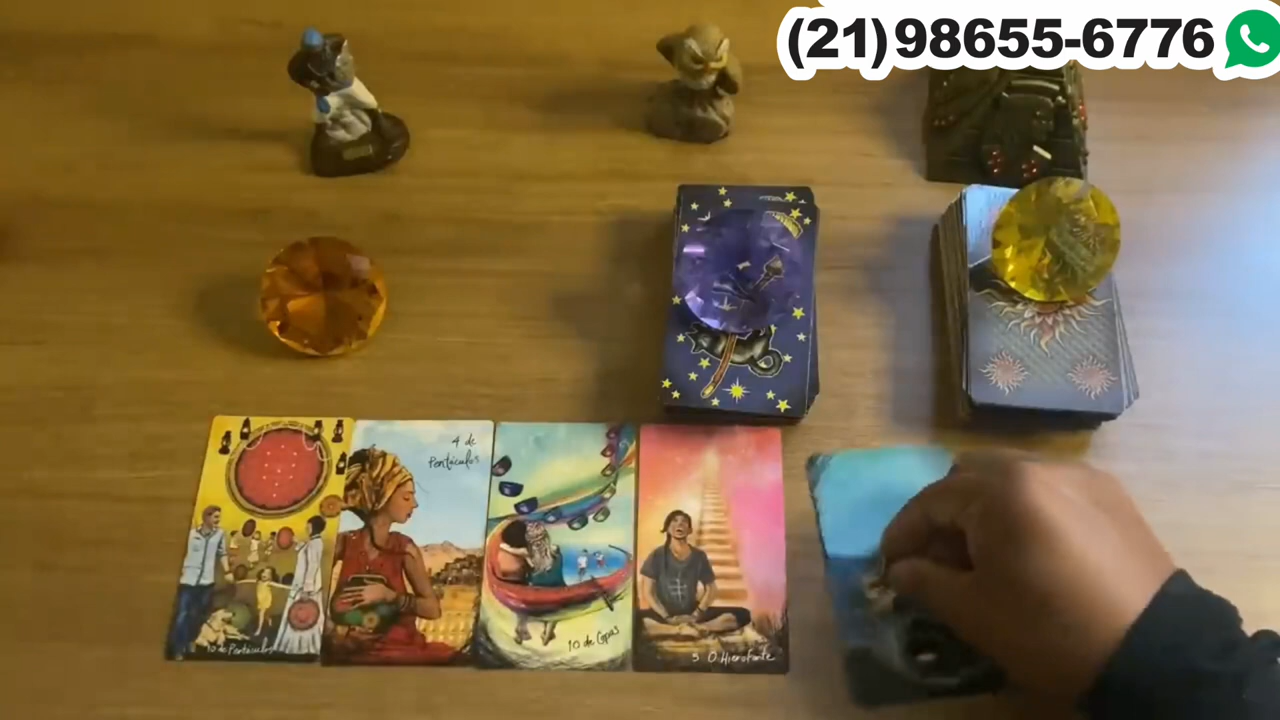 (21)98655-6776
4 de
Pentáculos
10 de Pentáculos
10 de Copas
5 O Hierofante